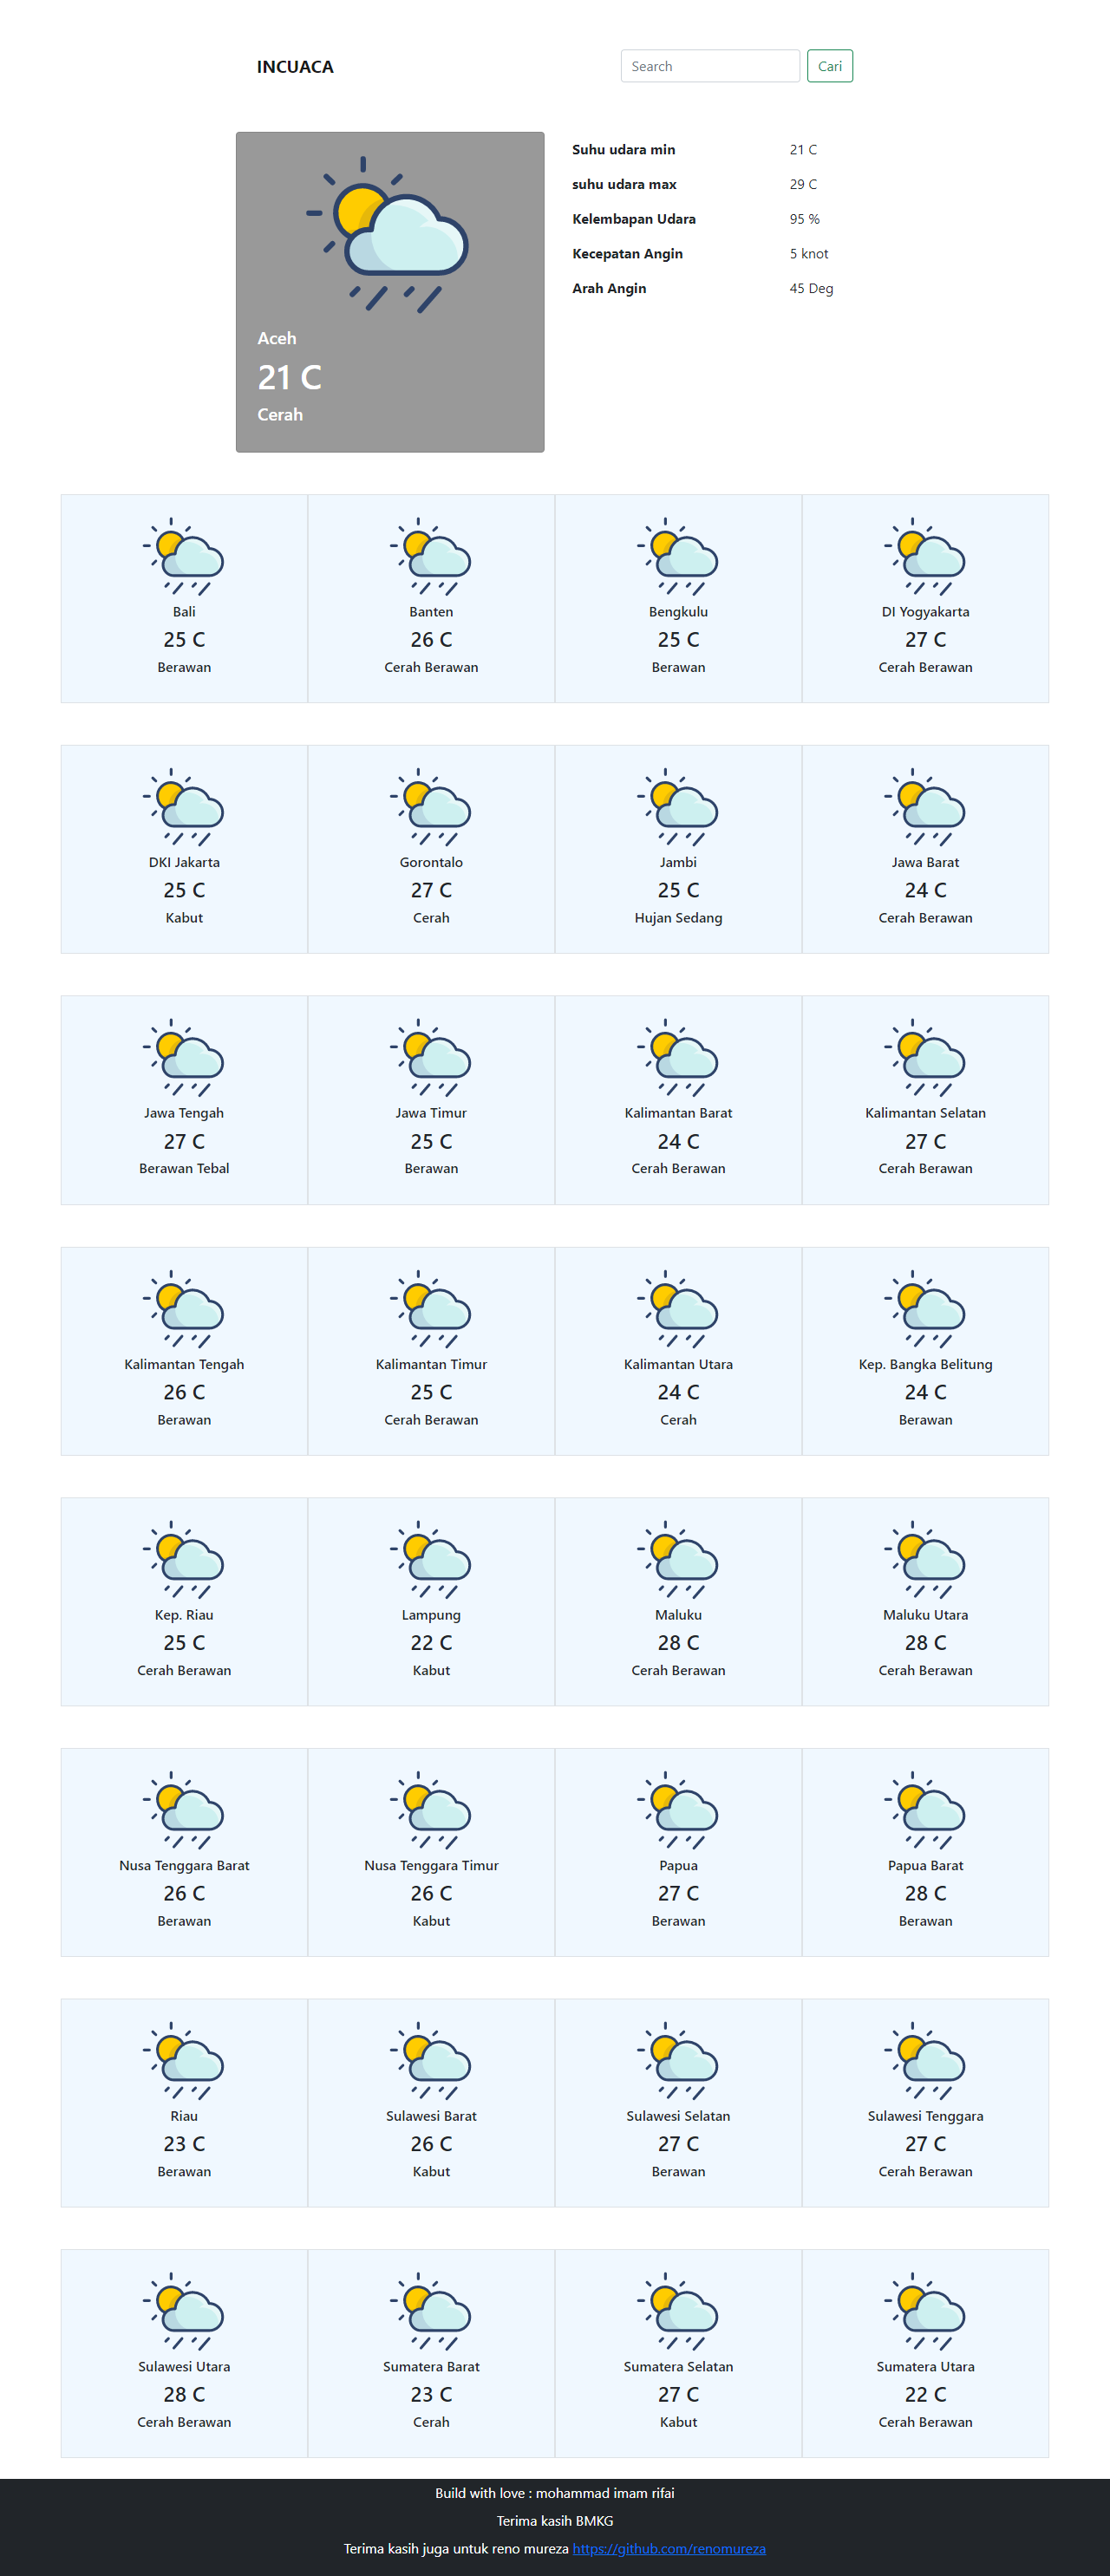 INCUACA
Search
Cari
Suhu udara min 21 C
suhu udara max 29 C
Kelembapan Udara 95 %
Kecepatan Angin 5 knot
Arah Angin 45 Deg
Aceh
21 C
Cerah
Bali
25 C
Berawan
Banten
26 C
Cerah Berawan
Bengkulu
25 C
Berawan
DI Yogyakarta
27 C
Cerah Berawan
DKI Jakarta
25 C
Kabut
Gorontalo
27 C
Cerah
Jambi
25 C
Hujan Sedang
Jawa Barat
24 C
Cerah Berawan
Jawa Tengah
27 C
Berawan Tebal
Jawa Timur
25 C
Berawan
Kalimantan Barat
24 C
Cerah Berawan
Kalimantan Selatan
27 C
Cerah Berawan
Kalimantan Tengah
26 C
Berawan
Kalimantan Timur
25 C
Cerah Berawan
Kalimantan Utara
24 C
Cerah
Kep. Bangka Belitung
24 C
Berawan
Kep. Riau
25 C
Cerah Berawan
Lampung
22 C
Kabut
Maluku
28 C
Cerah Berawan
Maluku Utara
28 C
Cerah Berawan
Nusa Tenggara Barat
26 C
Berawan
Nusa Tenggara Timur
26 C
Kabut
Papua
27 C
Berawan
Papua Barat
28 C
Berawan
Riau
23 C
Berawan
Sulawesi Barat
26 C
Kabut
Sulawesi Selatan
27 C
Berawan
Sulawesi Tenggara
27 C
Cerah Berawan
Sulawesi Utara
28 C
Cerah Berawan
Sumatera Barat
23 C
Cerah
Sumatera Selatan
27 C
Kabut
Sumatera Utara
22 C
Cerah Berawan
Build with love : mohammad imam rifai
Terima kasih BMKG
Terima kasih juga untuk reno mureza https://github.com/renomureza